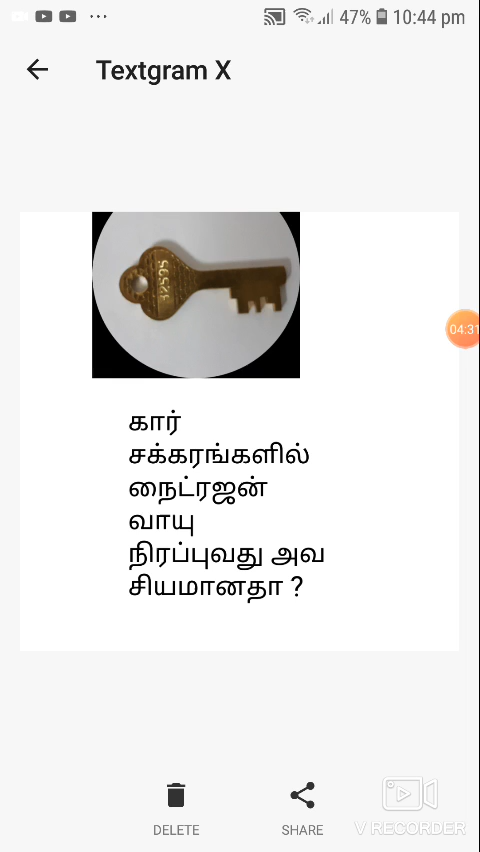 47% 10:44 pm
Textgram X
32595
04:31
கார்
சக்கரங்களில்
நைட்ரஜன்
வாயு
நிரப்புவது அவ
சியமானதா ?
DELETE SHARE
V RECORDER